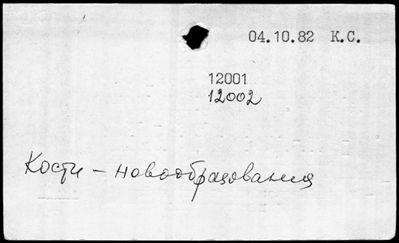 04.10.82 К.С.
12001
12002
Кости – новообразования